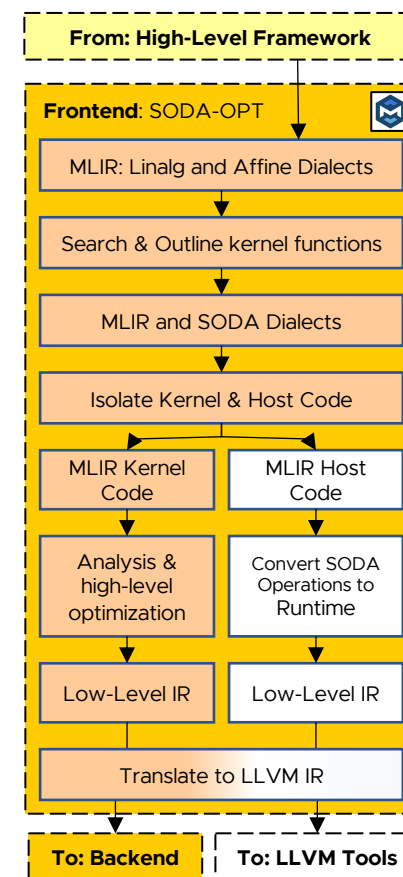 From: High-Level Framework
Frontend: SODA-OPT
MLIR: Linalg and Affine Dialects
Search & Outline kernel functions
MLIR and SODA Dialects
Isolate Kernel & Host Code
MLIR Kernel
Code
MLIR Host
Code
Analysis &
high-level
optimization
Convert SODA
Operations to
Runtime
Low-Level IR
Low-Level IR
Translate to LLVM IR
To: Backend
To: LLVM Tools